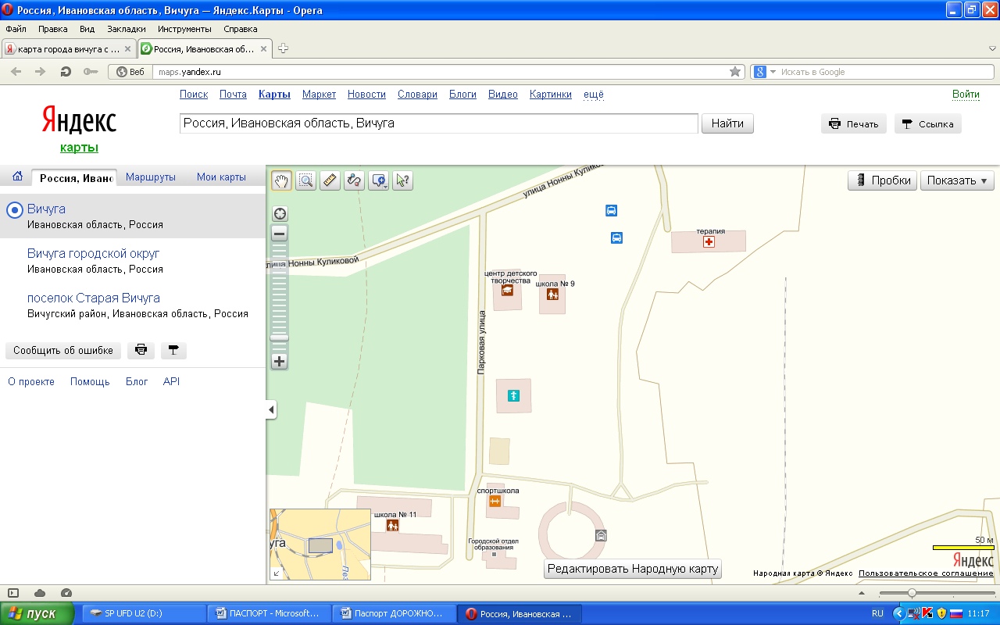 Россия, Ивановская область, Вичуга — Яндекс.Карты - Opera
Файл Правка Вид Закладки Инструменты Справка
карта города вичуга с ... Россия, Ивановская об...
Веб maps.yandex.ru Искать в Google
Поиск Почта Карты Маркет Новости Словари Блоги Видео Картинки ещё Войти
Яндекс
карты
Россия, Ивановская область, Вичуга Найти Печать Ссылка
Россия, Ивано Маршруты Мои карты
Пробки Показать
Вичуга
Ивановская область, Россия
Вичуга городской округ
Ивановская область, Россия
поселок Старая Вичуга
Вичугский район, Ивановская область, Россия
Сообщить об ошибке
О проекте Помощь Блог API
улица Нонны Кулико
лица Нонны Куликовой
терапия
центр детского
творчества
школа № 9
Парковая улица
спортшкола
школа № 11
Городской отдел
образования
уга
50 м
Яндекс
Редактировать Народную карту
Народная карта © Яндекс Пользовательское соглашение
пуск SP UFD U2 (D:) ПАСПОРТ - Microsoft... Паспорт ДОРОЖНО... Россия, Ивановская ... RU 11:17